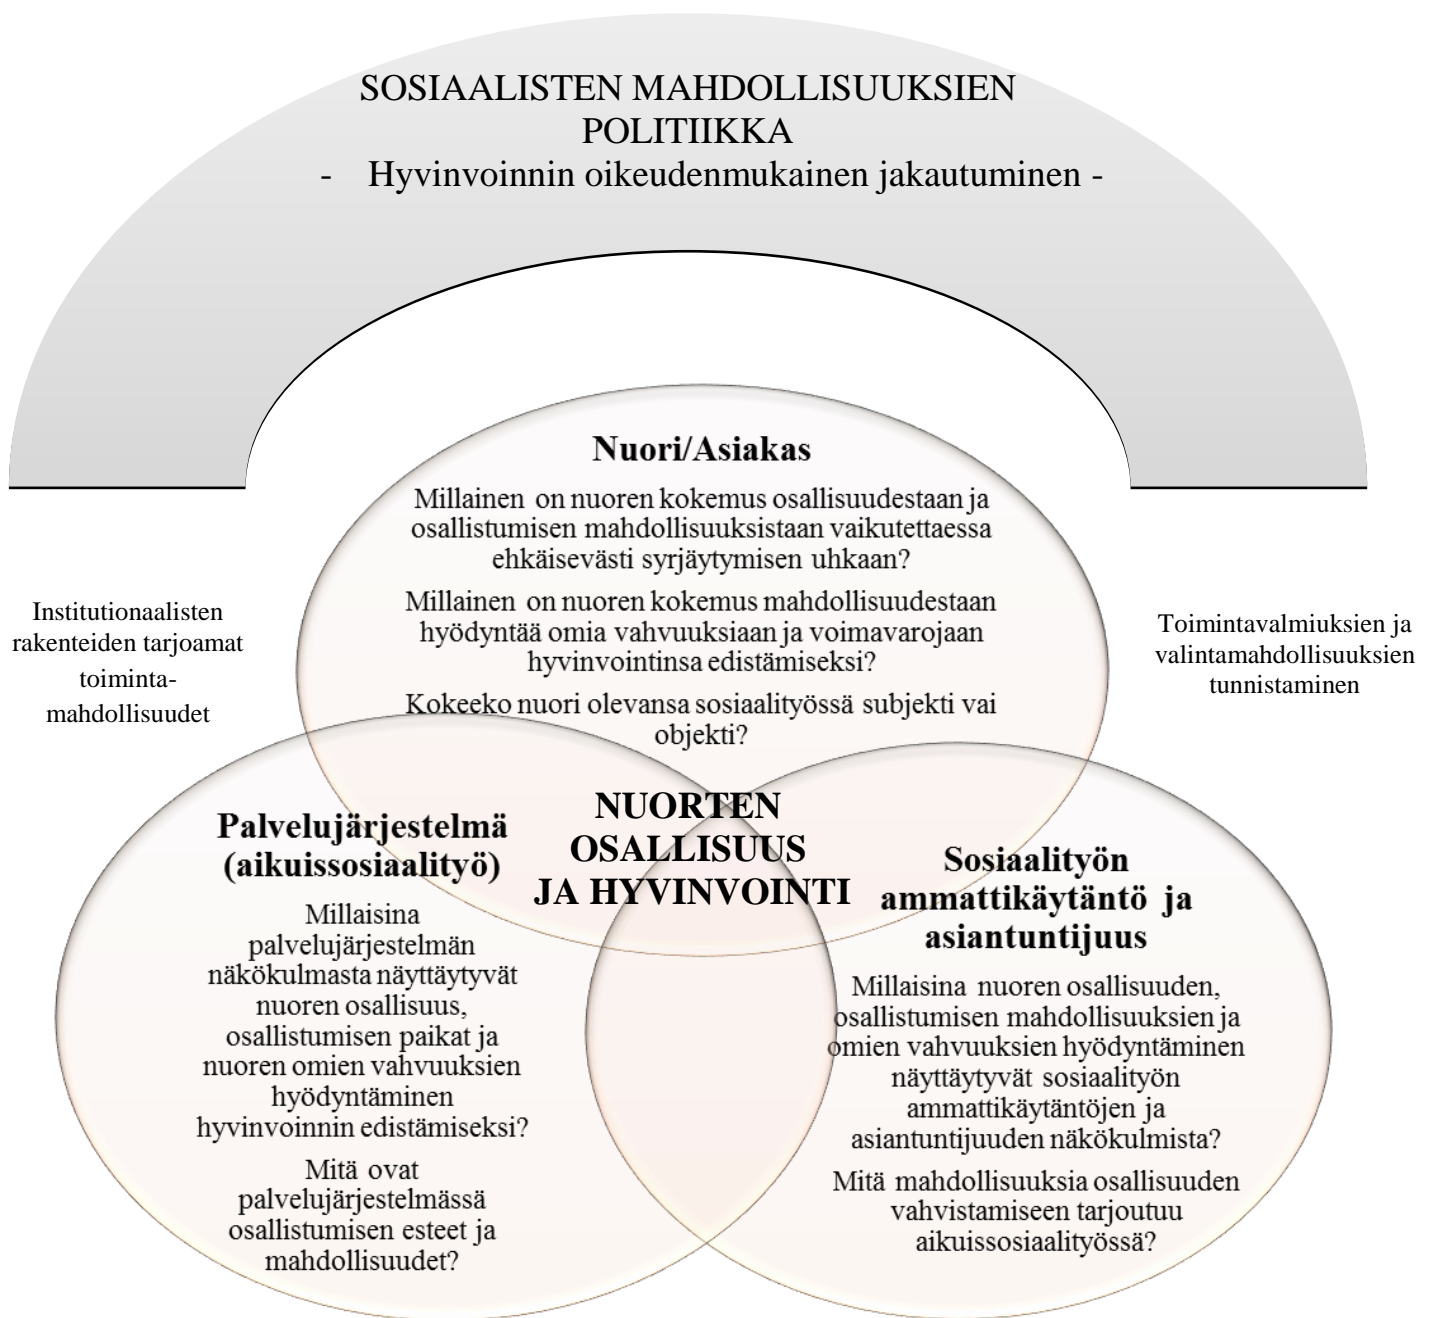 SOSIAALISTEN MAHDOLLISUUKSIEN
POLITIIKKA
- Hyvinvoinnin oikeudenmukainen jakautuminen -
Nuori/Asiakas
Millainen on nuoren kokemus osallisuudestaan ja
osallistumisen mahdollisuuksistaan vaikutettaessa
ehkäisevästi syrjäytymisen uhkaan?
Millainen on nuoren kokemus mahdollisuudestaan
hyödyntää omia vahvuuksiaan ja voimavarojaan
hyvinvointinsa edistämiseksi?
Kokeeko nuori olevansa sosiaalityössä subjekti vai
objekti?
Institutionaalisten
rakenteiden tarjoamat
toiminta-
mahdollisuudet
Toimintavalmiuksien ja
valintamahdollisuuksien
tunnistaminen
NUORTEN
OSALLISUUS
JA HYVINVOINTI
Palvelujärjestelmä
(aikuissosiaalityö)
Millaisina
palvelujärjestelmän
näkökulmasta näyttäytyvät
nuoren osallisuus,
osallistumisen paikat ja
nuoren omien vahvuuksien
hyödyntäminen
hyvinvoinnin edistämiseksi?
Mitä ovat
palvelujärjestelmässä
osallistumisen esteet ja
mahdollisuudet?
Sosiaalityön
ammattikäytäntö ja
asiantuntijuus
Millaisina nuoren osallisuuden,
osallistumisen mahdollisuuksien ja
omien vahvuuksien hyödyntäminen
näyttäytyvät sosiaalityön
ammattikäytäntöjen ja
asiantuntijuuden näkökulmista?
Mitä mahdollisuuksia osallisuuden
vahvistamiseen tarjoutuu
aikuissosiaalityössä?